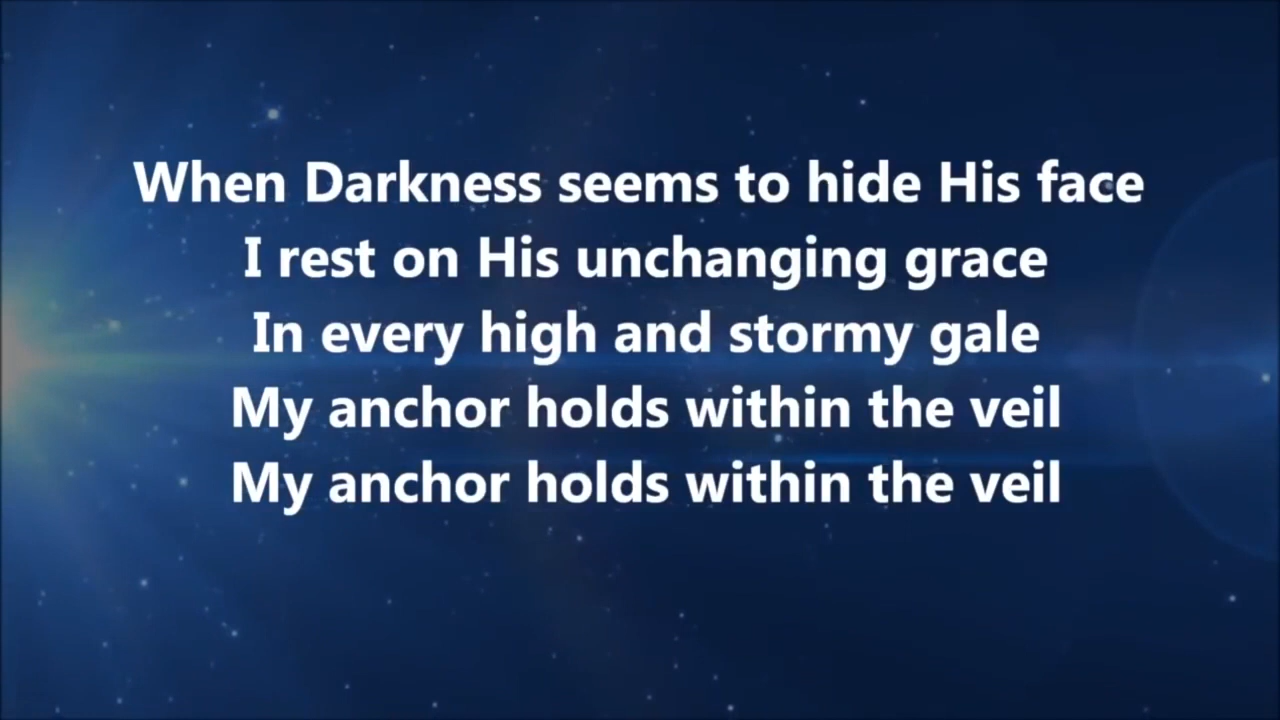 When Darkness seems to hide His face
I rest on His unchanging grace
In every high and stormy gale
My anchor holds within the veil
My anchor holds within the veil